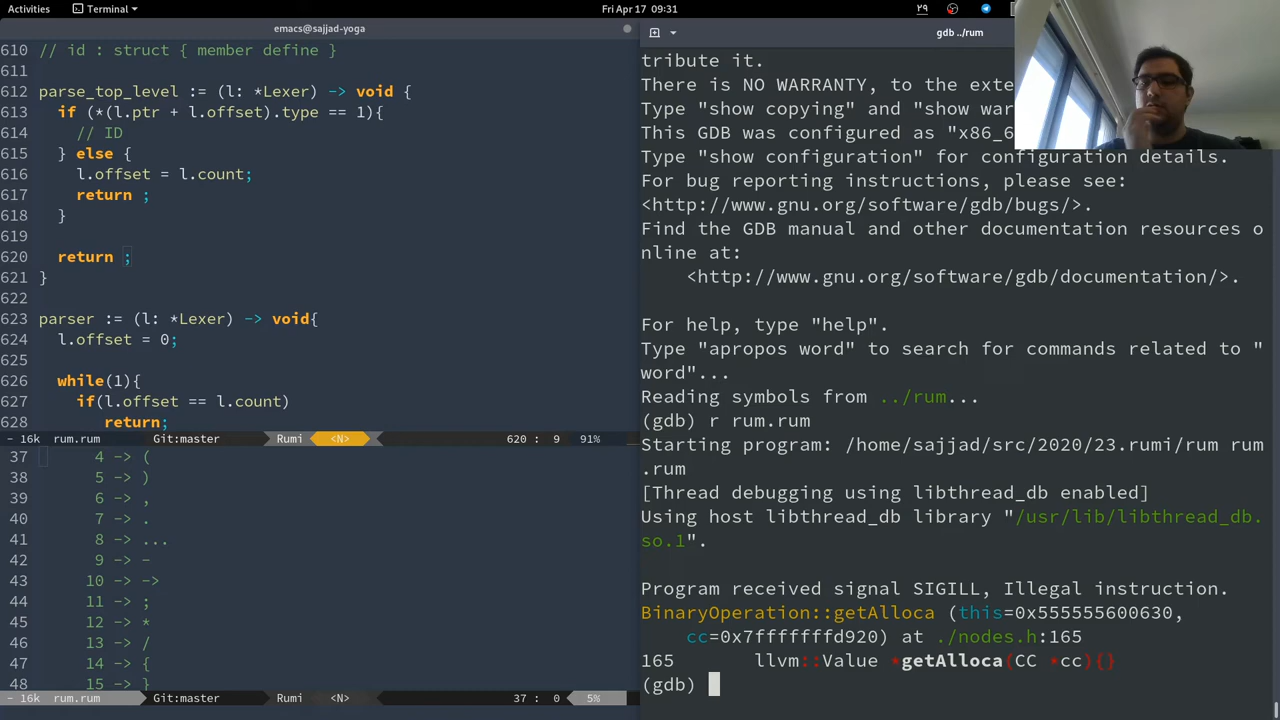 Activities
Terminal
Fri Apr 17 09:31
۲۹
emacs@sajjad-yoga
610 // id : struct { member define }
611
612 parse_top_level := (l: *Lexer) -> void {
613   if (*(l.ptr + l.offset).type == 1){
614     // ID
615   } else {
616     l.offset = l.count;
617     return ;
618   }
619
620   return ;
621 }
622
623 parser := (l: *Lexer) -> void{
624   l.offset = 0;
625
626   while(1){
627     if(l.offset == l.count)
628        return;
- 16k rum.rum Git:master Rumi <N> 620 : 9 91%
37       4 -> (
38       5 -> )
39       6 -> ,
40       7 -> .
41       8 -> ...
42       9 -> -
43      10 -> ->
44      11 -> ;
45      12 -> *
46      13 -> /
47      14 -> {
48      15 -> }
- 16k rum.rum Git:master Rumi <N> 37 : 0 5%
gdb ../rum
tribute it.
There is NO WARRANTY, to the exte
Type "show copying" and "show war
This GDB was configured as "x86_6
Type "show configuration" for configuration details.
For bug reporting instructions, please see:
<http://www.gnu.org/software/gdb/bugs/>.
Find the GDB manual and other documentation resources o
nline at:
    <http://www.gnu.org/software/gdb/documentation/>.

For help, type "help".
Type "apropos word" to search for commands related to "
word"...
Reading symbols from ../rum...
(gdb) r rum.rum
Starting program: /home/sajjad/src/2020/23.rumi/rum rum
.rum
[Thread debugging using libthread_db enabled]
Using host libthread_db library "/usr/lib/libthread_db.
so.1".

Program received signal SIGILL, Illegal instruction.
BinaryOperation::getAlloca (this=0x555555600630,
    cc=0x7fffffffd920) at ./nodes.h:165
165       llvm::Value *getAlloca(CC *cc){}
(gdb)